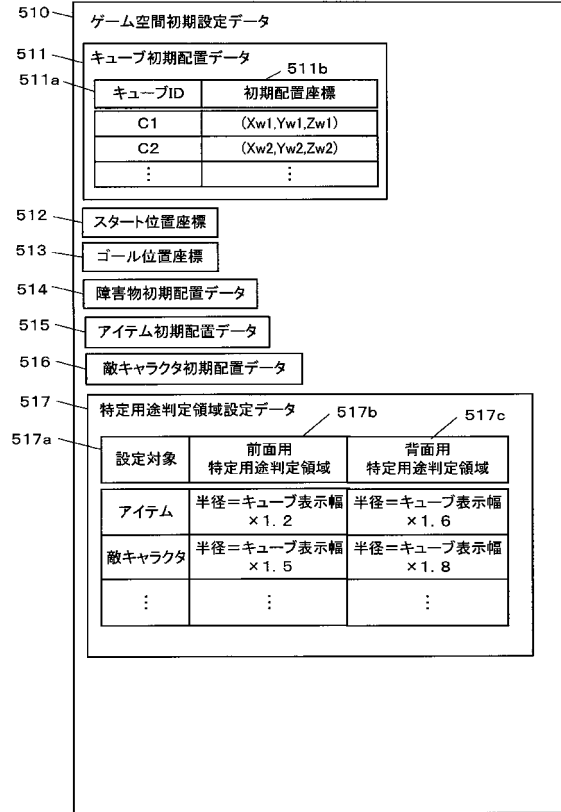 510
ゲーム空間初期設定データ
511
キューブ初期配置データ
511a
511b
キューブID
初期配置座標
C1
(Xw1,Yw1,Zw1)
C2
(Xw2,Yw2,Zw2)
⋮
⋮
512
スタート位置座標
513
ゴール位置座標
514
障害物初期配置データ
515
アイテム初期配置データ
516
敵キャラクタ初期配置データ
517
特定用途判定領域設定データ
517a
517b
517c
設定対象
前面用
特定用途判定領域
背面用
特定用途判定領域
アイテム
半径=キューブ表示幅
×1.2
半径=キューブ表示幅
×1.6
敵キャラクタ
半径=キューブ表示幅
×1.5
半径=キューブ表示幅
×1.8
⋮
⋮
⋮